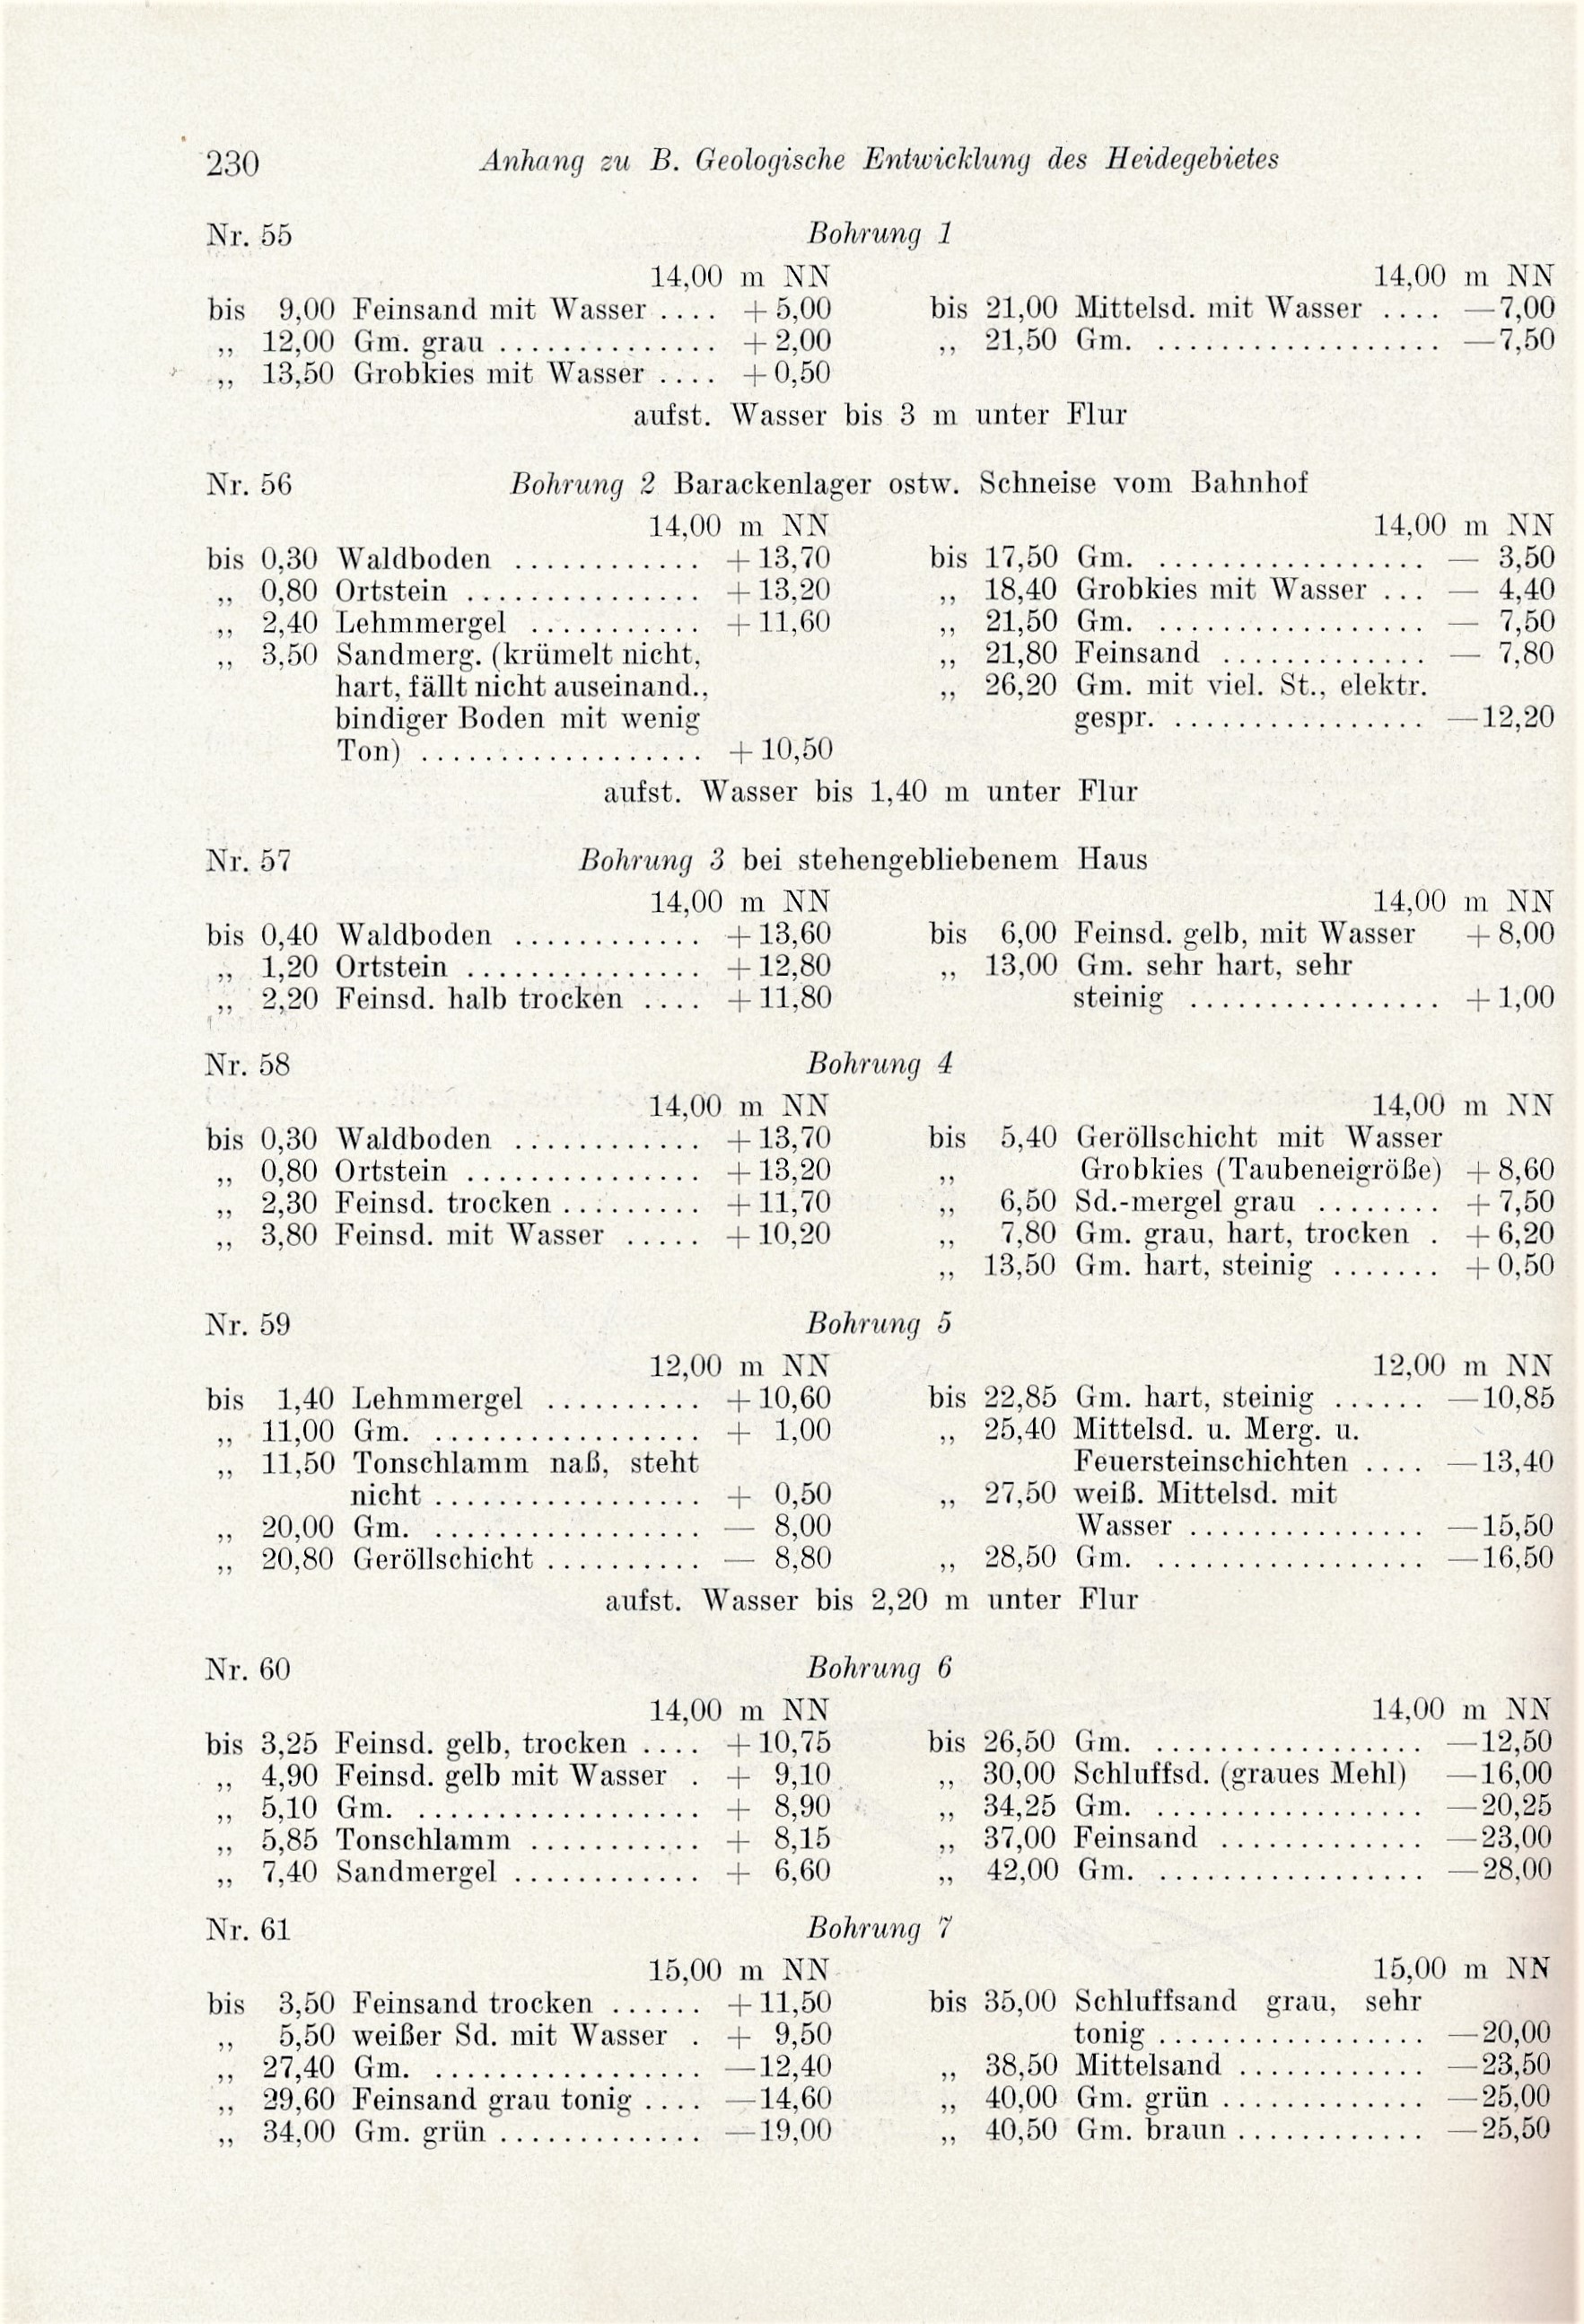 230 Anhang zu B. Geologische Entwicklung des Heidegebietes
Nr. 55 Bohrung 1
14,00 m NN
bis 9,00 Feinsand mit Wasser .... +5,00
„ 12,00 Gm. grau .............. +2,00
„ 13,50 Grobkies mit Wasser .... +0,50
14,00 m NN
bis 21,00 Mittelsd. mit Wasser .... —7,00
„ 21,50 Gm. .................. —7,50
aufst. Wasser bis 3 m unter Flur
Nr. 56 Bohrung 2 Barackenlager ostw. Schneise vom Bahnhof
14,00 m NN
bis 0,30 Waldboden ............ +13,70
„ 0,80 Ortstein ............... +13,20
„ 2,40 Lehmmergel ........... +11,60
„ 3,50 Sandmerg. (krümelt nicht,
hart, fällt nicht auseinand.,
bindiger Boden mit wenig
Ton) .................. +10,50
14,00 m NN
bis 17,50 Gm. ................. — 3,50
„ 18,40 Grobkies mit Wasser ... — 4,40
„ 21,50 Gm. ................. — 7,50
„ 21,80 Feinsand ............. — 7,80
„ 26,20 Gm. mit viel. St., elektr.
gespr. ................ —12,20
aufst. Wasser bis 1,40 m unter Flur
Nr. 57 Bohrung 3 bei stehengebliebenem Haus
14,00 m NN
bis 0,40 Waldboden ............ +13,60
„ 1,20 Ortstein ............... +12,80
„ 2,20 Feinsd. halb trocken .... +11,80
14,00 m NN
bis 6,00 Feinsd. gelb, mit Wasser +8,00
„ 13,00 Gm. sehr hart, sehr
steinig ................ +1,00
Nr. 58 Bohrung 4
14,00 m NN
bis 0,30 Waldboden ............ +13,70
„ 0,80 Ortstein ............... +13,20
„ 2,30 Feinsd. trocken ......... +11,70
„ 3,80 Feinsd. mit Wasser ..... +10,20
14,00 m NN
bis 5,40 Geröllschicht mit Wasser
„ Grobkies (Taubeneigröße) +8,60
„ 6,50 Sd.-mergel grau ........ +7,50
„ 7,80 Gm. grau, hart, trocken . +6,20
„ 13,50 Gm. hart, steinig ....... +0,50
Nr. 59 Bohrung 5
12,00 m NN
bis 1,40 Lehmmergel .......... +10,60
„ 11,00 Gm. ................. + 1,00
„ 11,50 Tonschlamm naß, steht
nicht ................. + 0,50
„ 20,00 Gm. ................. — 8,00
„ 20,80 Geröllschicht .......... — 8,80
12,00 m NN
bis 22,85 Gm. hart, steinig ...... —10,85
„ 25,40 Mittelsd. u. Merg. u.
Feuersteinschichten .... —13,40
„ 27,50 weiß. Mittelsd. mit
Wasser ............... —15,50
„ 28,50 Gm. ................. —16,50
aufst. Wasser bis 2,20 m unter Flur
Nr. 60 Bohrung 6
14,00 m NN
bis 3,25 Feinsd. gelb, trocken .... +10,75
„ 4,90 Feinsd. gelb mit Wasser . + 9,10
„ 5,10 Gm. .................. + 8,90
„ 5,85 Tonschlamm ........... + 8,15
„ 7,40 Sandmergel ............ + 6,60
14,00 m NN
bis 26,50 Gm. ................. —12,50
„ 30,00 Schluffsd. (graues Mehl) —16,00
„ 34,25 Gm. ................. —20,25
„ 37,00 Feinsand ............. —23,00
„ 42,00 Gm. ................. —28,00
Nr. 61 Bohrung 7
15,00 m NN
bis 3,50 Feinsand trocken ...... +11,50
„ 5,50 weißer Sd. mit Wasser . + 9,50
„ 27,40 Gm. ................. —12,40
„ 29,60 Feinsand grau tonig .... —14,60
„ 34,00 Gm. grün ............. —19,00
15,00 m NN
bis 35,00 Schluffsand grau, sehr
tonig ................. —20,00
„ 38,50 Mittelsand ............ —23,50
„ 40,00 Gm. grün ............. —25,00
„ 40,50 Gm. braun ............ —25,50